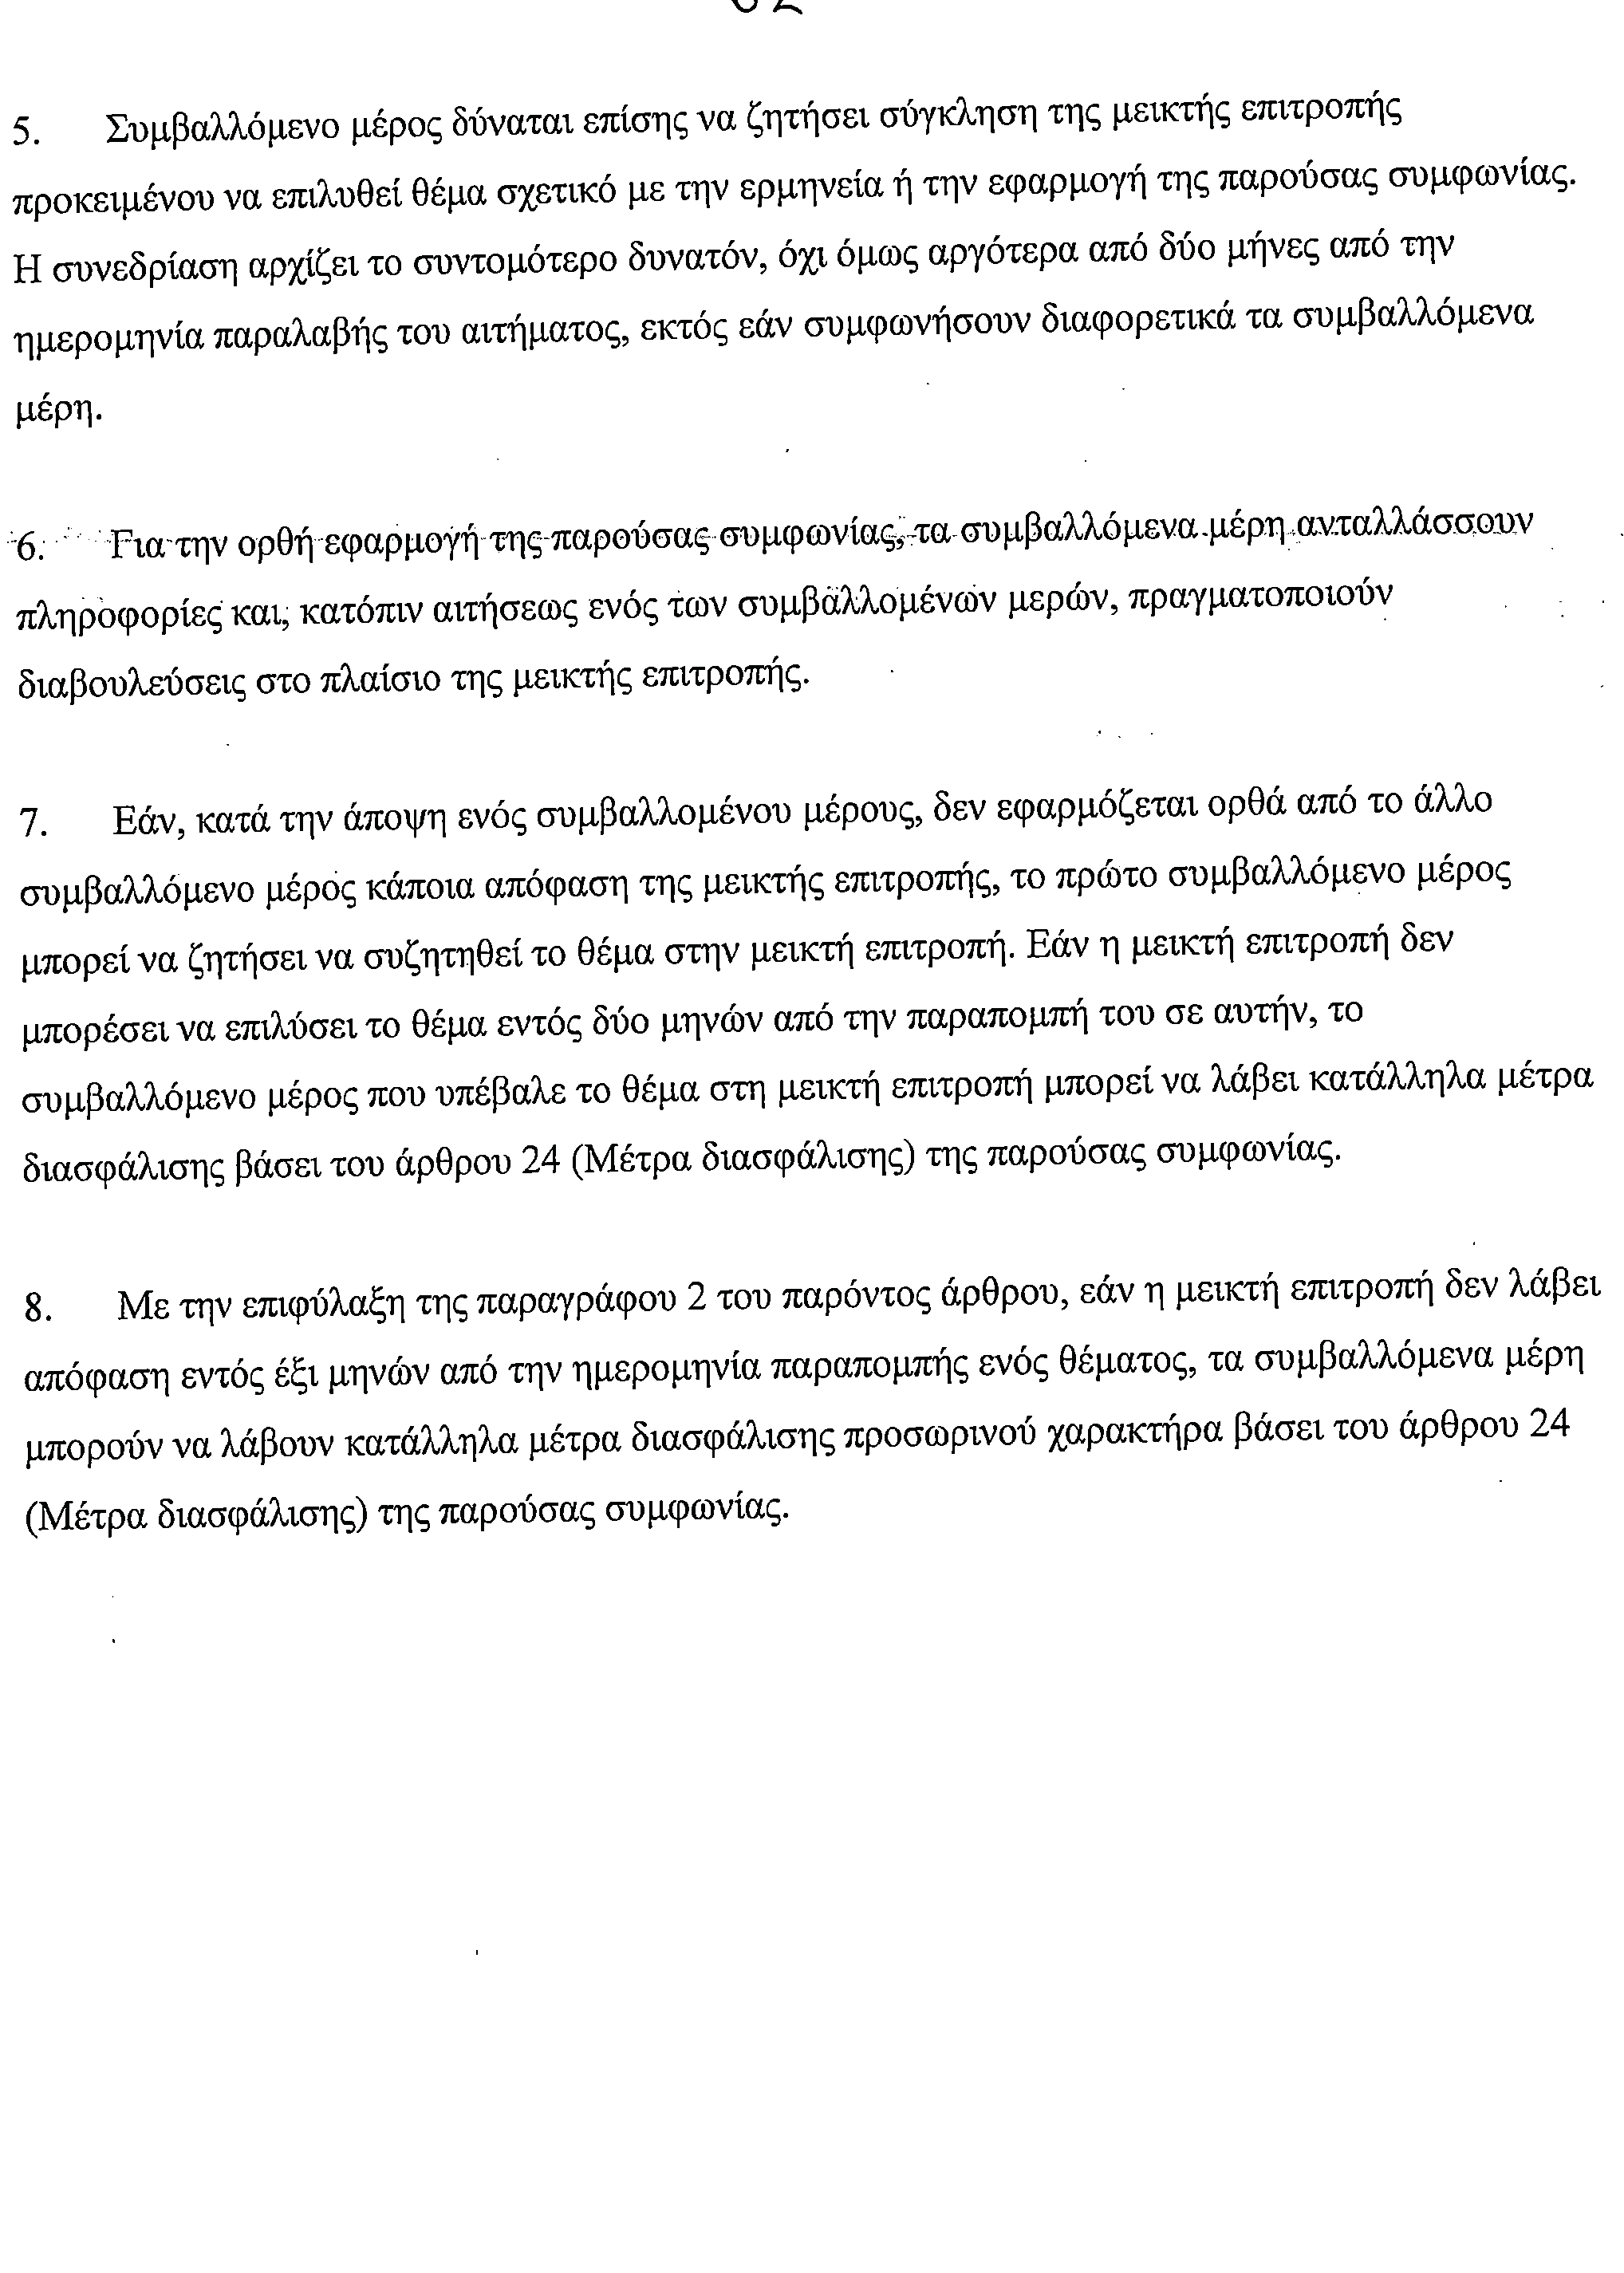 5. Συμβαλλόμενο μέρος δύναται επίσης να ζητήσει σύγκληση της μεικτής επιτροπής
προκειμένου να επιλυθεί θέμα σχετικό με την ερμηνεία ή την εφαρμογή της παρούσας συμφωνίας.
Η συνεδρίαση αρχίζει το συντομότερο δυνατόν, όχι όμως αργότερα από δύο μήνες από την
ημερομηνία παραλαβής του αιτήματος, εκτός εάν συμφωνήσουν διαφορετικά τα συμβαλλόμενα
μέρη.
6. Για την ορθή εφαρμογή της παρούσας συμφωνίας, τα συμβαλλόμενα μέρη ανταλλάσσουν
πληροφορίες και, κατόπιν αιτήσεως ενός των συμβαλλομένων μερών, πραγματοποιούν
διαβουλεύσεις στο πλαίσιο της μεικτής επιτροπής.
7. Εάν, κατά την άποψη ενός συμβαλλομένου μέρους, δεν εφαρμόζεται ορθά από το άλλο
συμβαλλόμενο μέρος κάποια απόφαση της μεικτής επιτροπής, το πρώτο συμβαλλόμενο μέρος
μπορεί να ζητήσει να συζητηθεί το θέμα στην μεικτή επιτροπή. Εάν η μεικτή επιτροπή δεν
μπορέσει να επιλύσει το θέμα εντός δύο μηνών από την παραπομπή του σε αυτήν, το
συμβαλλόμενο μέρος που υπέβαλε το θέμα στη μεικτή επιτροπή μπορεί να λάβει κατάλληλα μέτρα
διασφάλισης βάσει του άρθρου 24 (Μέτρα διασφάλισης) της παρούσας συμφωνίας.
8. Με την επιφύλαξη της παραγράφου 2 του παρόντος άρθρου, εάν η μεικτή επιτροπή δεν λάβει
απόφαση εντός έξι μηνών από την ημερομηνία παραπομπής ενός θέματος, τα συμβαλλόμενα μέρη
μπορούν να λάβουν κατάλληλα μέτρα διασφάλισης προσωρινού χαρακτήρα βάσει του άρθρου 24
(Μέτρα διασφάλισης) της παρούσας συμφωνίας.